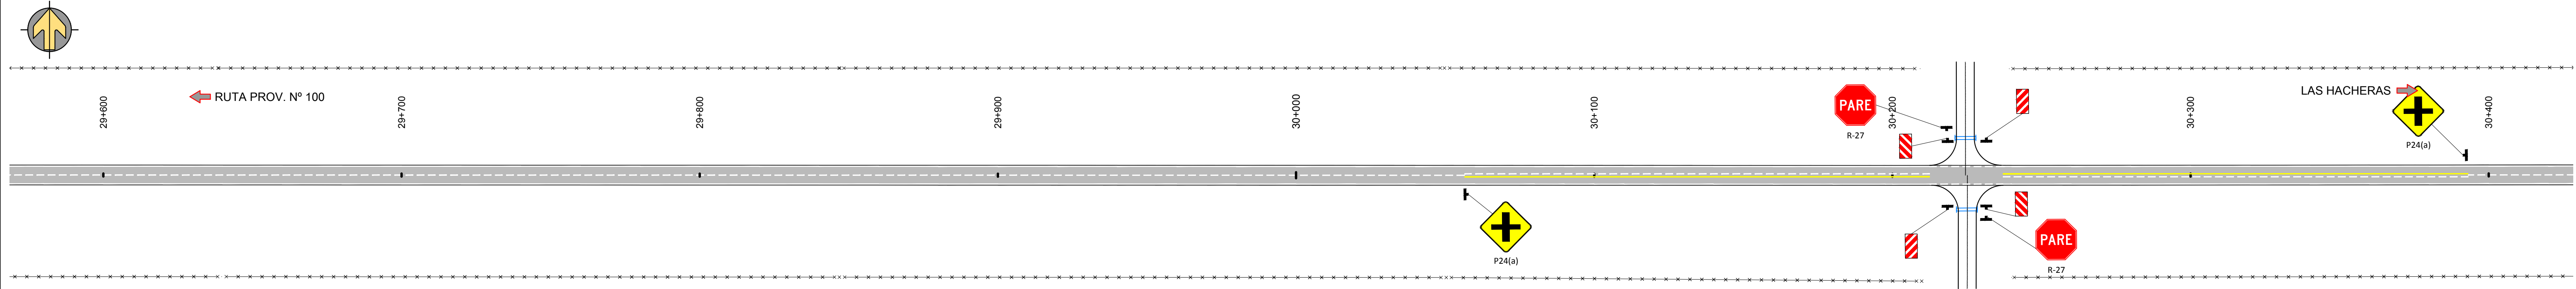 RUTA PROV. Nº 100
LAS HACHERAS
29+600
29+700
29+800
29+900
30+000
30+100
30+200
30+300
30+400
PARE
R-27
P24(a)
P24(a)
PARE
R-27